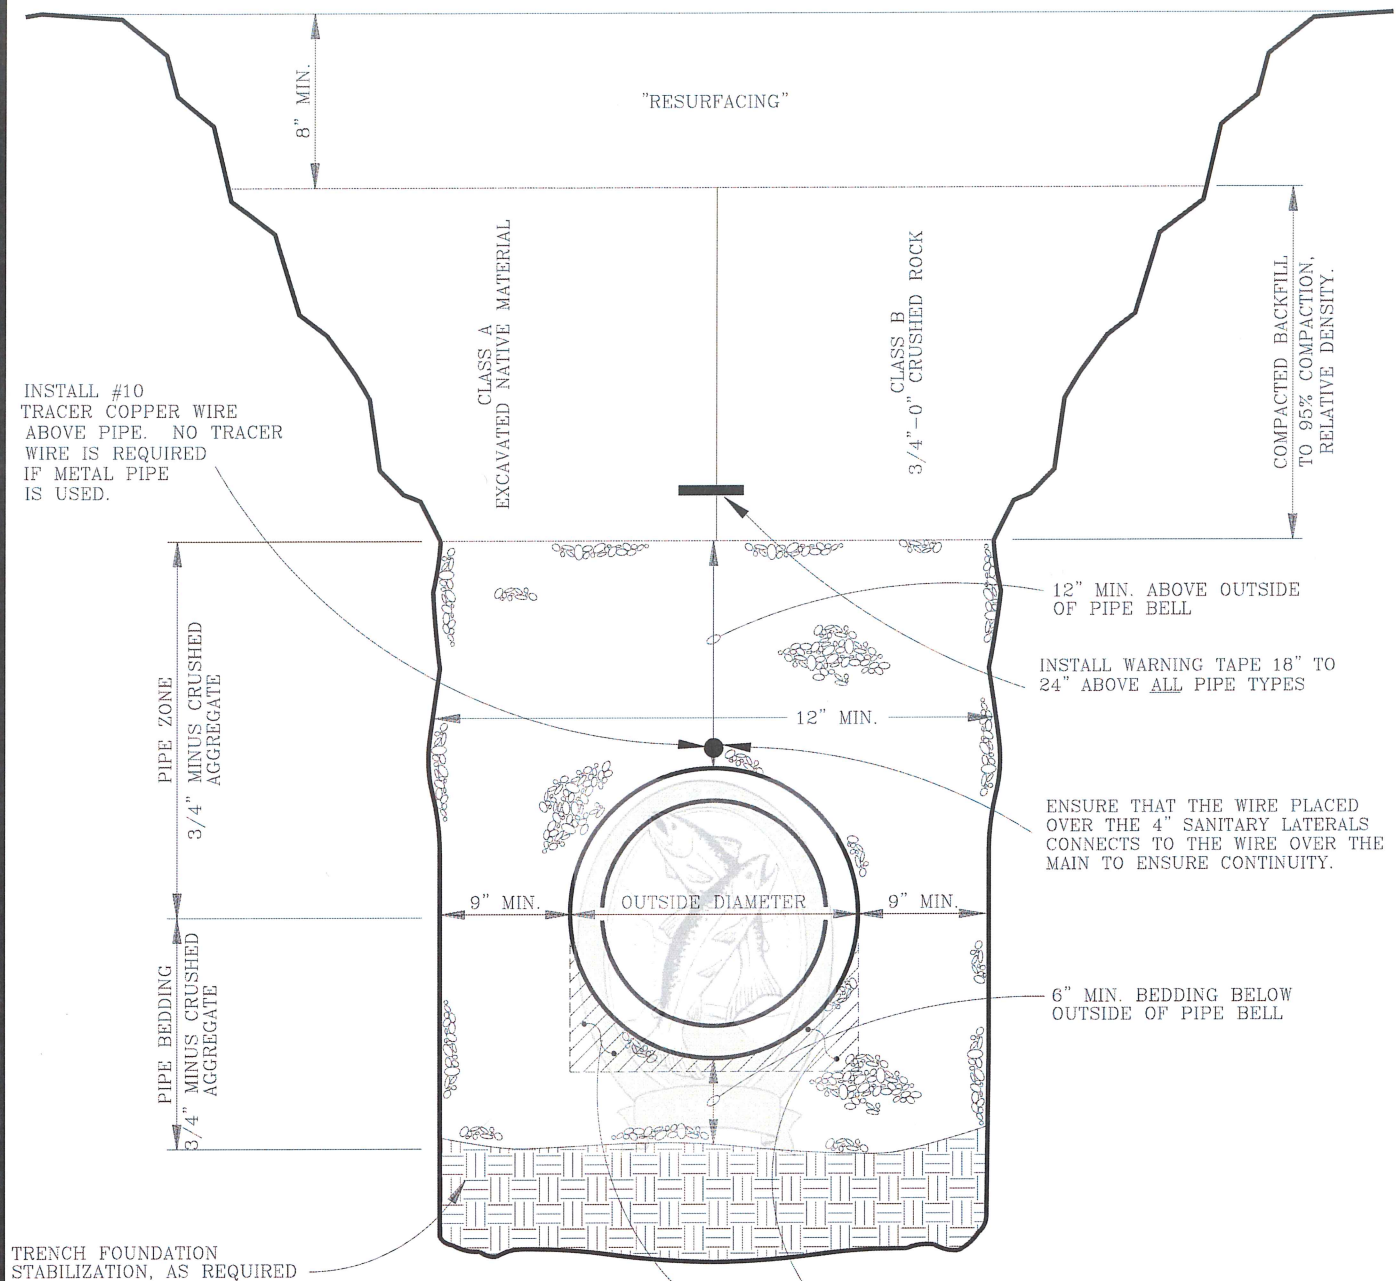 8" MIN.
"RESURFACING"
CLASS A
EXCAVATED NATIVE MATERIAL
CLASS B
3/4"-0" CRUSHED ROCK
COMPACTED BACKFILL
TO 95% COMPACTION,
RELATIVE DENSITY.
INSTALL #10
TRACER COPPER WIRE
ABOVE PIPE. NO TRACER
WIRE IS REQUIRED
IF METAL PIPE
IS USED.
12" MIN. ABOVE OUTSIDE
OF PIPE BELL
INSTALL WARNING TAPE 18" TO
24" ABOVE ALL PIPE TYPES
PIPE ZONE
3/4" MINUS CRUSHED
AGGREGATE
12" MIN.
ENSURE THAT THE WIRE PLACED
OVER THE 4" SANITARY LATERALS
CONNECTS TO THE WIRE OVER THE
MAIN TO ENSURE CONTINUITY.
9" MIN.
OUTSIDE DIAMETER
9" MIN.
PIPE BEDDING
3/4" MINUS CRUSHED
AGGREGATE
6" MIN. BEDDING BELOW
OUTSIDE OF PIPE BELL
TRENCH FOUNDATION
STABILIZATION, AS REQUIRED